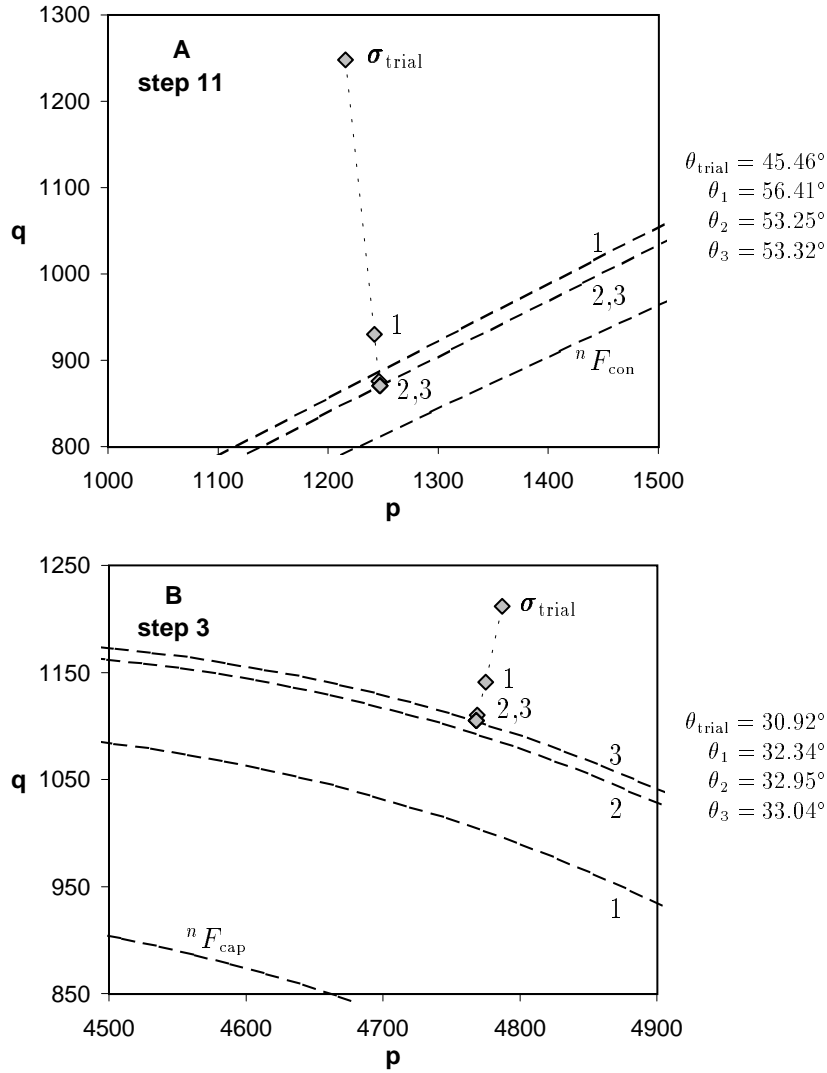 1300
1200
1100
1000
900
800
q
A
step 11
σtrial
1
1
2,3
2,3
nFcon
θtrial = 45.46°
θ1 = 56.41°
θ2 = 53.25°
θ3 = 53.32°
1000 1100 1200 1300 1400 1500
p
1250
1150
1050
950
850
q
B
step 3
σtrial
1
2,3
3
2
1
nFcap
θtrial = 30.92°
θ1 = 32.34°
θ2 = 32.95°
θ3 = 33.04°
4500 4600 4700 4800 4900
p